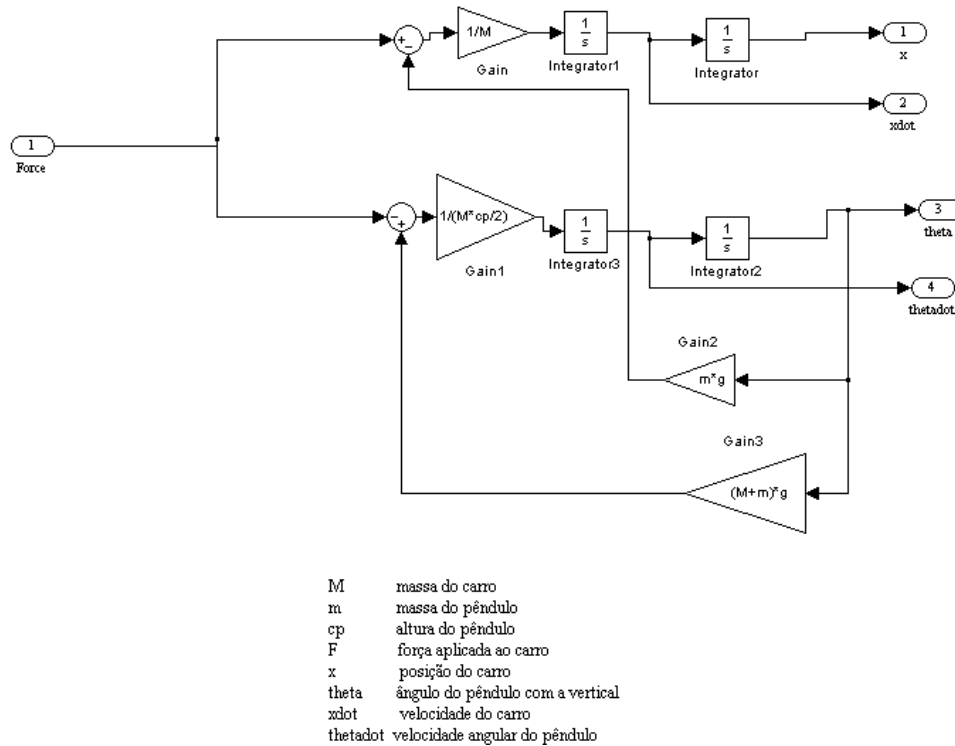 1/M
Gain
1
s
Integrator1
1
s
Integrator
1
x
2
xdot
1
Force
1/(M*cp/2)
Gain1
1
s
Integrator3
1
s
Integrator2
3
theta
4
thetadot
Gain2
m*g
Gain3
(M+m)*g
M massa do carro
m massa do pêndulo
cp altura do pêndulo
F força aplicada ao carro
x posição do carro
theta ângulo do pêndulo com a vertical
xdot velocidade do carro
thetadot velocidade angular do pêndulo